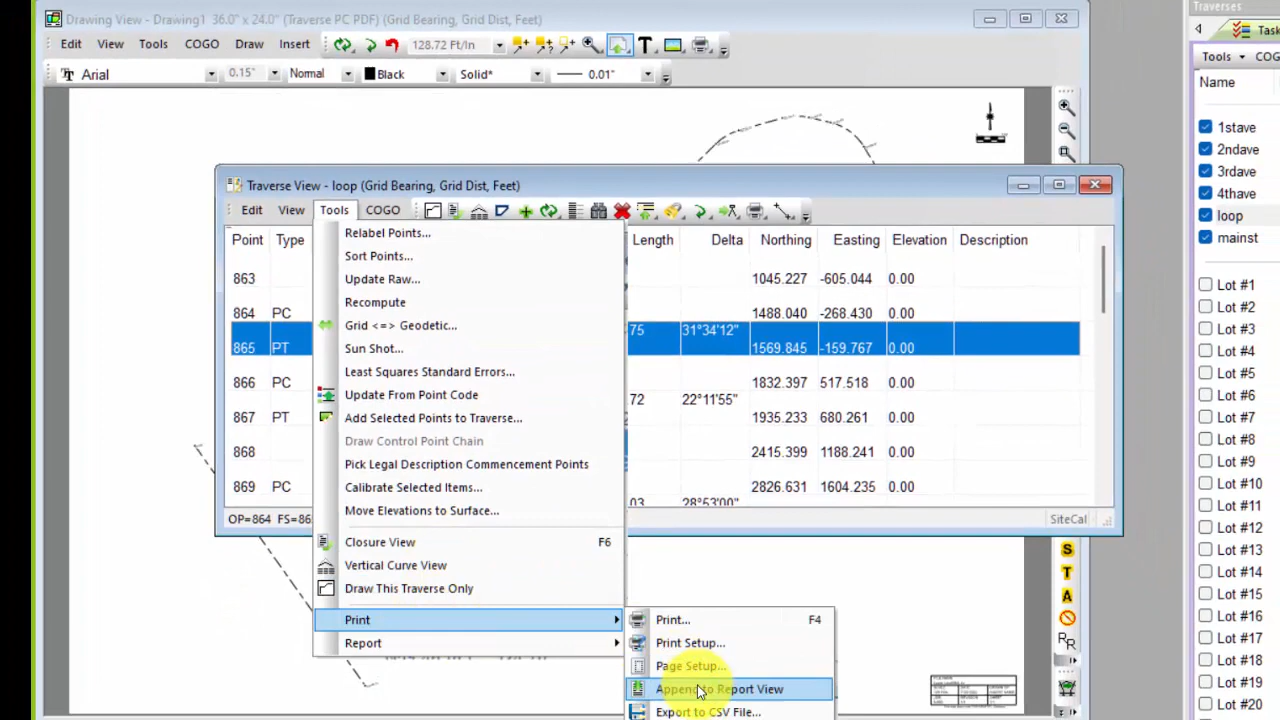 Drawing View - Drawing1 36.0" x 24.0" (Traverse PC PDF) (Grid Bearing, Grid Dist, Feet)
Traverses
Edit View Tools COGO Draw Insert 128.72 Ft/In
Task
Arial 0.15" Normal Black Solid* 0.01"
Tools COG
Name
1stave
2ndave
3rdave
4thave
loop
mainst
Lot #1
Lot #2
Lot #3
Lot #4
Lot #5
Lot #6
Lot #7
Lot #8
Lot #9
Lot #10
Lot #11
Lot #12
Lot #13
Lot #14
Lot #15
Lot #16
Lot #17
Lot #18
Lot #19
Lot #20
Traverse View - loop (Grid Bearing, Grid Dist, Feet)
Edit View Tools COGO
Point Type Length Delta Northing Easting Elevation Description
863 1045.227 -605.044 0.00
864 PC 1488.040 -268.430 0.00
75 31°34'12"
865 PT 1569.845 -159.767 0.00
866 PC 1832.397 517.518 0.00
72 22°11'55"
867 PT 1935.233 680.261 0.00
868 2415.399 1188.241 0.00
869 PC 2826.631 1604.235 0.00
03 28°53'00"
OP=864 FS=86 SiteCal
Relabel Points...
Sort Points...
Update Raw...
Recompute
Grid <=> Geodetic...
Sun Shot...
Least Squares Standard Errors...
Update From Point Code
Add Selected Points to Traverse...
Draw Control Point Chain
Pick Legal Description Commencement Points
Calibrate Selected Items...
Move Elevations to Surface...
Closure View F6
Vertical Curve View
Draw This Traverse Only
Print
Report
Print... F4
Print Setup...
Page Setup...
Append to Report View
Export to CSV File...
S
T
A
R
R